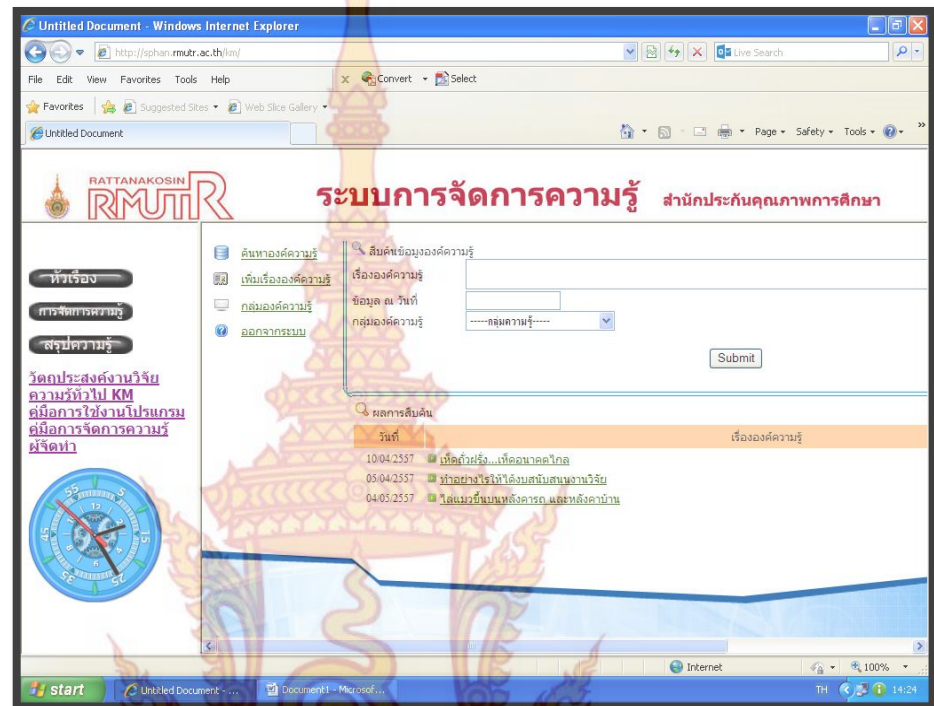 Untitled Document - Windows Internet Explorer
http://sphan.rmutr.ac.th/km/
Live Search
File Edit View Favorites Tools Help
x Convert Select
Favorites Suggested Sites Web Slice Gallery
Untitled Document
Page Safety Tools
RATTANAKOSIN
RMUTR
ระบบการจัดการความรู้ สำนักประกันคุณภาพการศึกษา
หัวเรื่อง
การจัดการความรู้
สรุปความรู้
วัตถุประสงค์งานวิจัย
ความรู้ทั่วไป KM
คู่มือการใช้งานโปรแกรม
คู่มือการจัดการความรู้
ผู้จัดทำ
ค้นหาองค์ความรู้
เพิ่มเรื่ององค์ความรู้
กลุ่มองค์ความรู้
ออกจากระบบ
สืบค้นข้อมูลองค์ความรู้
เรื่ององค์ความรู้
ข้อมูล ณ วันที่
กลุ่มองค์ความรู้ -----กลุ่มความรู้-----
Submit
ผลการสืบค้น
วันที่ เรื่ององค์ความรู้
10/04/2557 เห็ดถั่วฝรั่ง...เห็ดอนาคตไกล
05/04/2557 ทำอย่างไรให้ได้งบสนับสนุนงานวิจัย
04/05/2557 ไล่แมวขึ้นบนหลังคารถ และหลังคาบ้าน
Internet 100%
start Untitled Document - ... Document1 - Microsof... TH 14:24